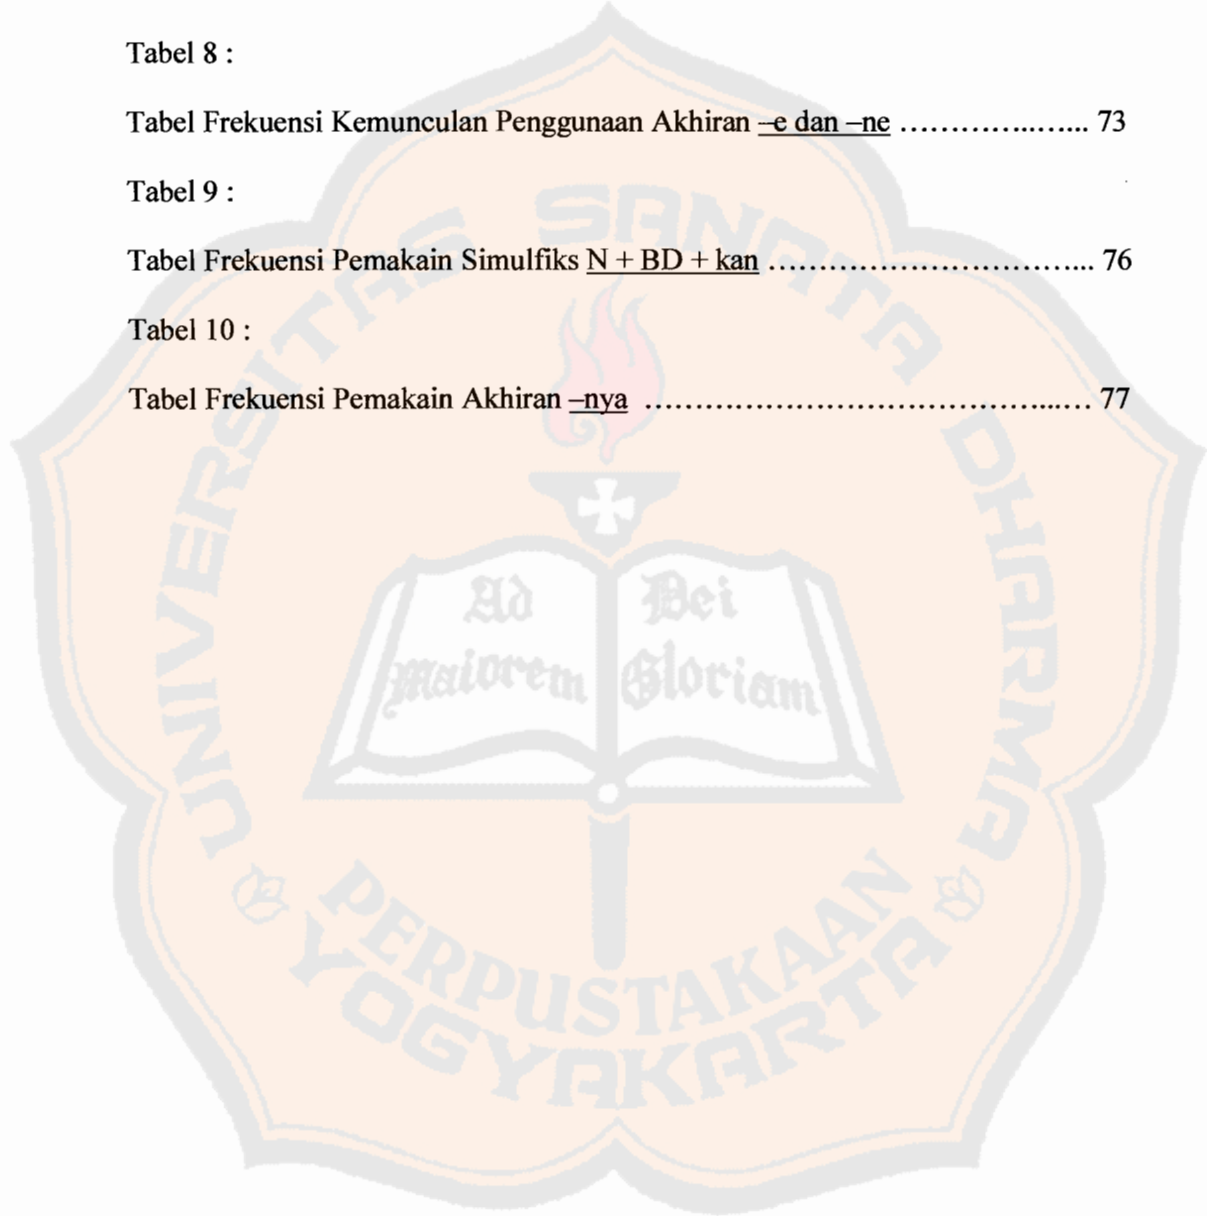 Tabel 8 :
Tabel Frekuensi Kemunculan Penggunaan Akhiran –e dan –ne ………….…... 73
Tabel 9 :
Tabel Frekuensi Pemakain Simulfiks N + BD + kan …………………………... 76
Tabel 10 :
Tabel Frekuensi Pemakain Akhiran –nya …………………………………...… 77
UNIVERSITAS SANATA DHARMA
Ad Dei
Maiorem Gloriam
PERPUSTAKAAN
YOGYAKARTA